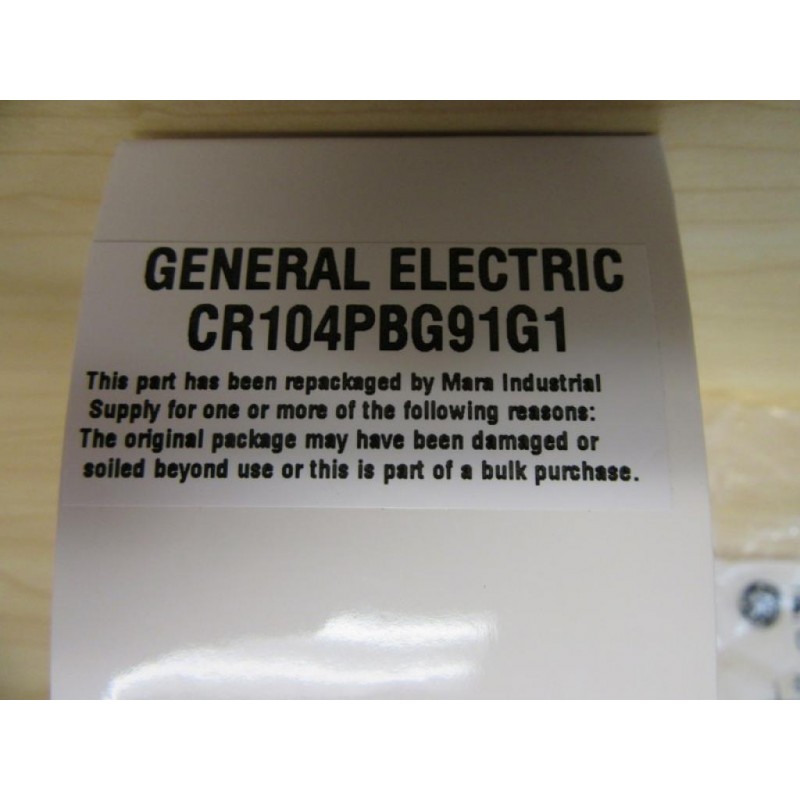 GENERAL ELECTRIC
CR104PBG91G1
This part has been repackaged by Mara Industrial
Supply for one or more of the following reasons:
The original package may have been damaged or
soiled beyond use or this is part of a bulk purchase.